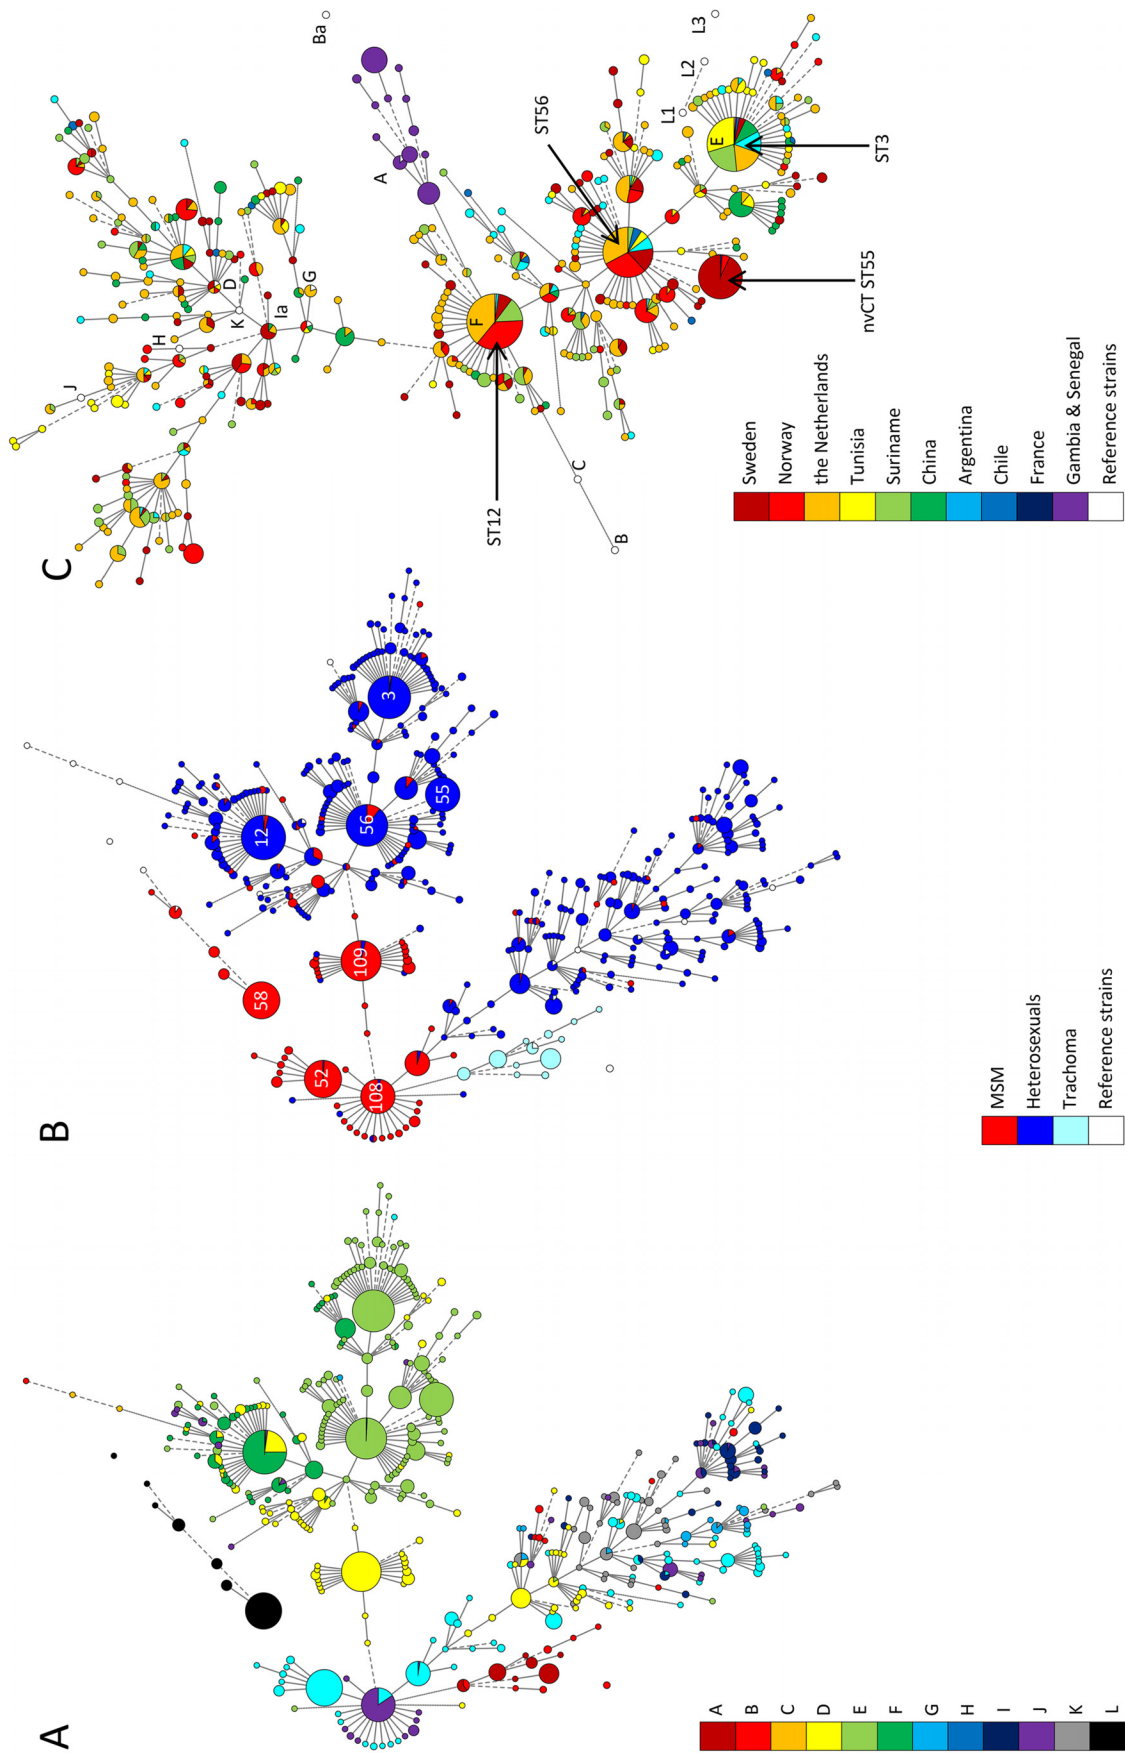 A
A
B
C
D
E
F
G
H
I
J
K
L
B
58
52
108
109
12
56
55
3
MSM
Heterosexuals
Trachoma
Reference strains
C
J
H
K
D
Ia
G
Ba
A
F
ST12
C
B
ST56
nvCT ST55
E
ST3
L1
L2
L3
Sweden
Norway
the Netherlands
Tunisia
Suriname
China
Argentina
Chile
France
Gambia & Senegal
Reference strains